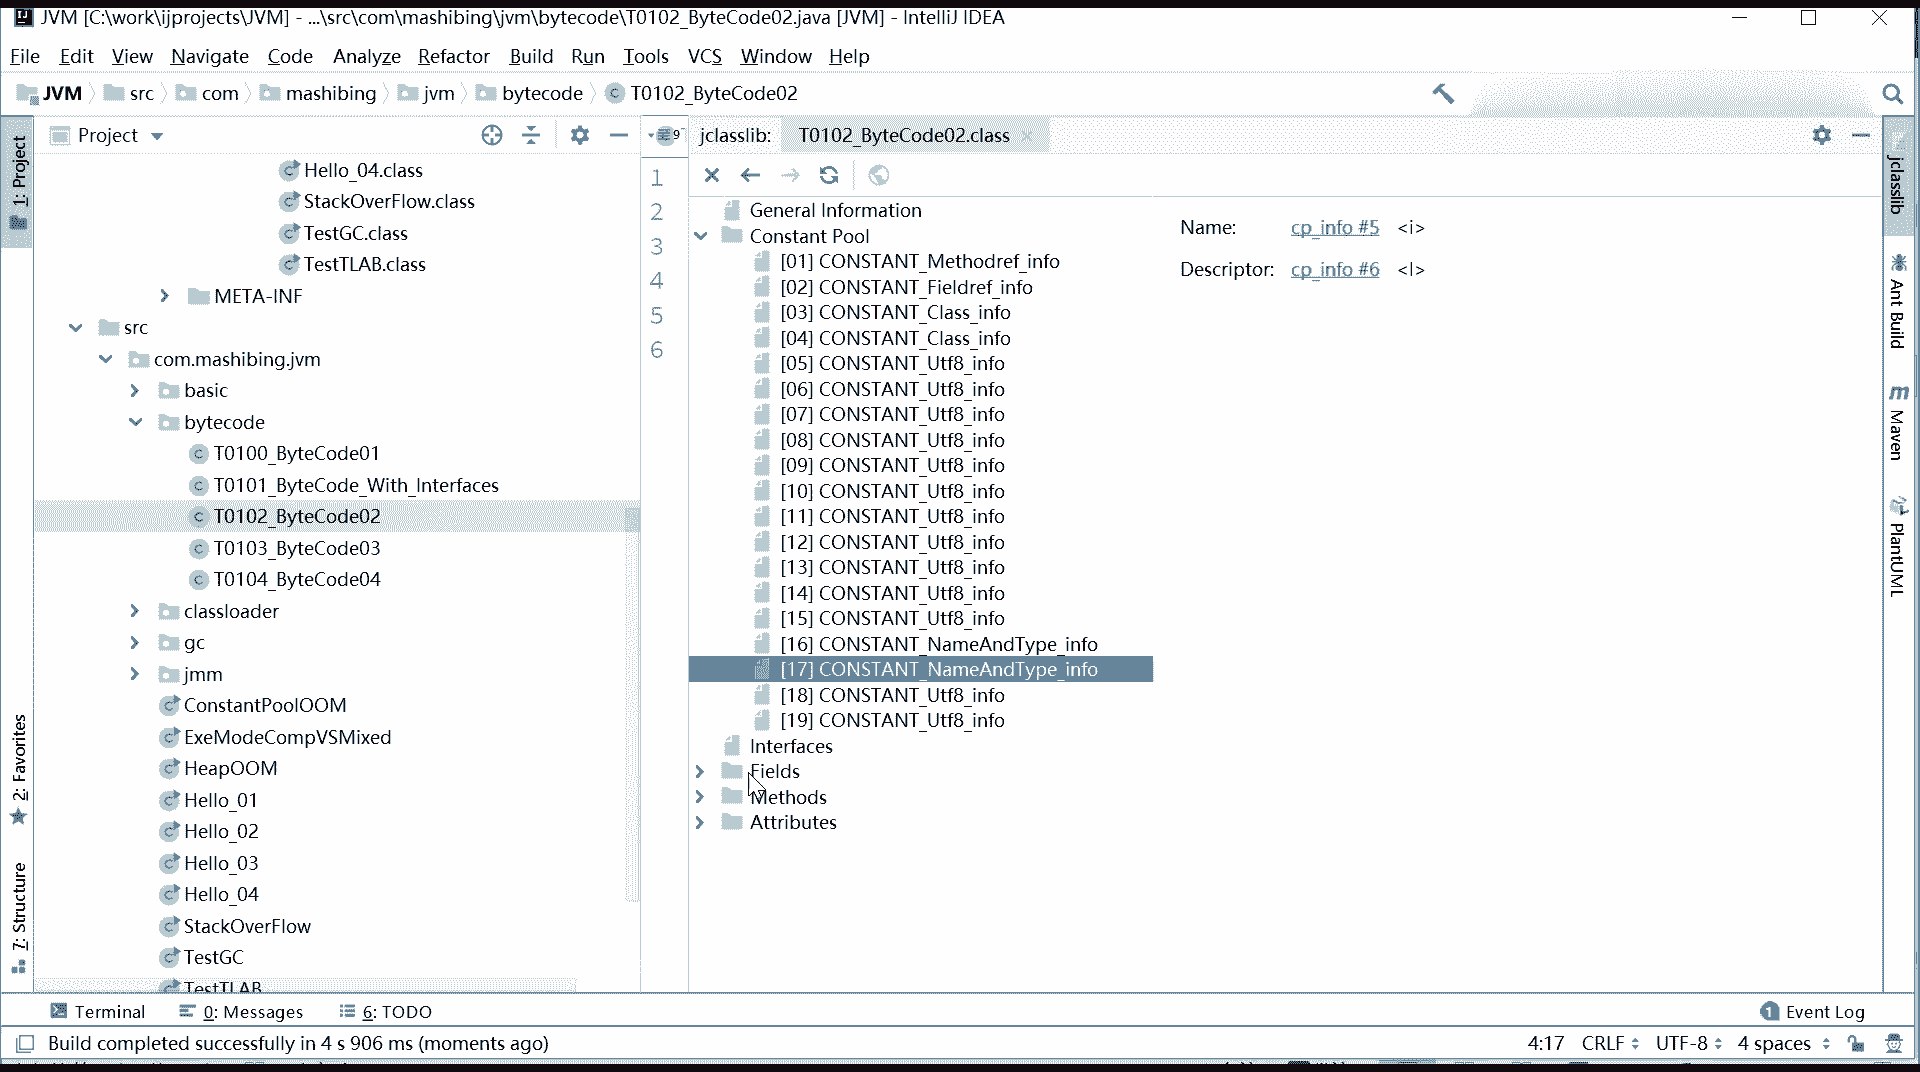 JVM [C:\work\ijprojects\JVM] - ...\src\com\mashibing\jvm\bytecode\T0102_ByteCode02.java [JVM] - IntelliJ IDEA
File Edit View Navigate Code Analyze Refactor Build Run Tools VCS Window Help
JVM src com mashibing jvm bytecode T0102_ByteCode02
1: Project
2: Favorites
7: Structure
Project
Hello_04.class
StackOverFlow.class
TestGC.class
TestTLAB.class
META-INF
src
com.mashibing.jvm
basic
bytecode
T0100_ByteCode01
T0101_ByteCode_With_Interfaces
T0102_ByteCode02
T0103_ByteCode03
T0104_ByteCode04
classloader
gc
jmm
ConstantPoolOOM
ExeModeCompVSMixed
HeapOOM
Hello_01
Hello_02
Hello_03
Hello_04
StackOverFlow
TestGC
TestTLAB
9
1
2
3
4
5
6
jclasslib: T0102_ByteCode02.class
General Information
Constant Pool
[01] CONSTANT_Methodref_info
[02] CONSTANT_Fieldref_info
[03] CONSTANT_Class_info
[04] CONSTANT_Class_info
[05] CONSTANT_Utf8_info
[06] CONSTANT_Utf8_info
[07] CONSTANT_Utf8_info
[08] CONSTANT_Utf8_info
[09] CONSTANT_Utf8_info
[10] CONSTANT_Utf8_info
[11] CONSTANT_Utf8_info
[12] CONSTANT_Utf8_info
[13] CONSTANT_Utf8_info
[14] CONSTANT_Utf8_info
[15] CONSTANT_Utf8_info
[16] CONSTANT_NameAndType_info
[17] CONSTANT_NameAndType_info
[18] CONSTANT_Utf8_info
[19] CONSTANT_Utf8_info
Interfaces
Fields
Methods
Attributes
Name: cp_info #5 <i>
Descriptor: cp_info #6 <I>
jclasslib
Ant Build
Maven
PlantUML
Terminal 0: Messages 6: TODO
1 Event Log
Build completed successfully in 4 s 906 ms (moments ago)
4:17 CRLF UTF-8 4 spaces